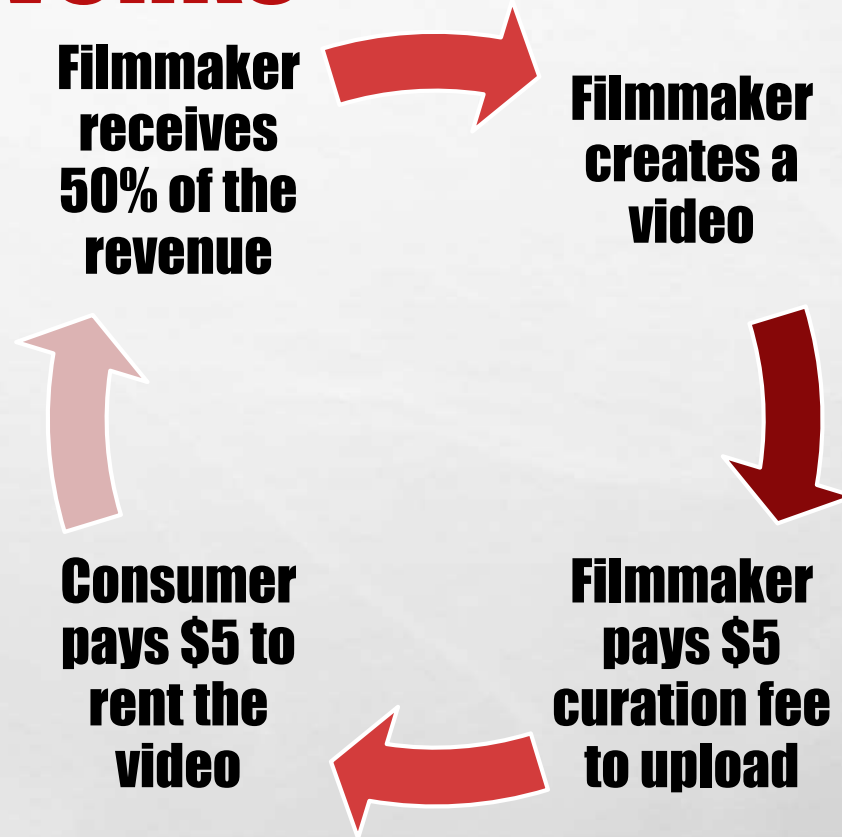 Filmmaker
receives
50% of the
revenue
Filmmaker
creates a
video
Filmmaker
pays $5
curation fee
to upload
Consumer
pays $5 to
rent the
video